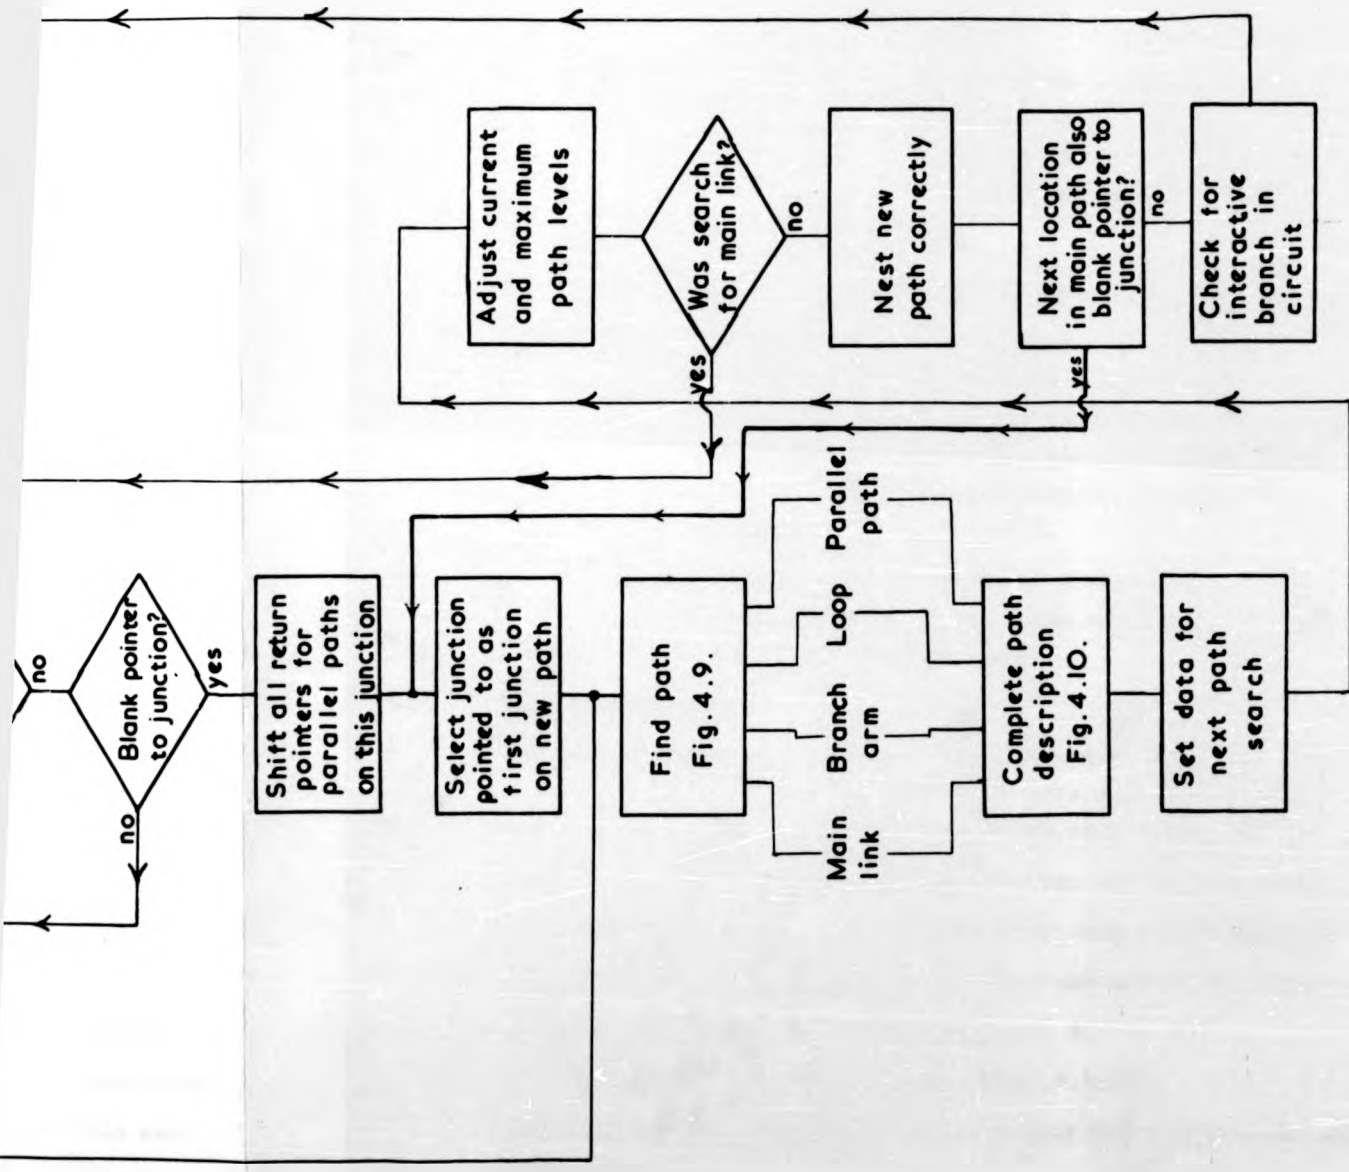 no
Blank pointer
to junction?
no
yes
Shift all return
pointers for
parallel paths
on this junction
Select junction
pointed to as
first junction
on new path
Find path
Fig. 4.9.
Main
link
Branch
arm
Loop
Parallel
path
Complete path
description
Fig. 4.10.
Set data for
next path
search
Adjust current
and maximum
path levels
Was search
for main link?
yes
no
Nest new
path correctly
Next location
in main path also
blank pointer to
junction?
yes
no
Check for
interactive
branch in
circuit